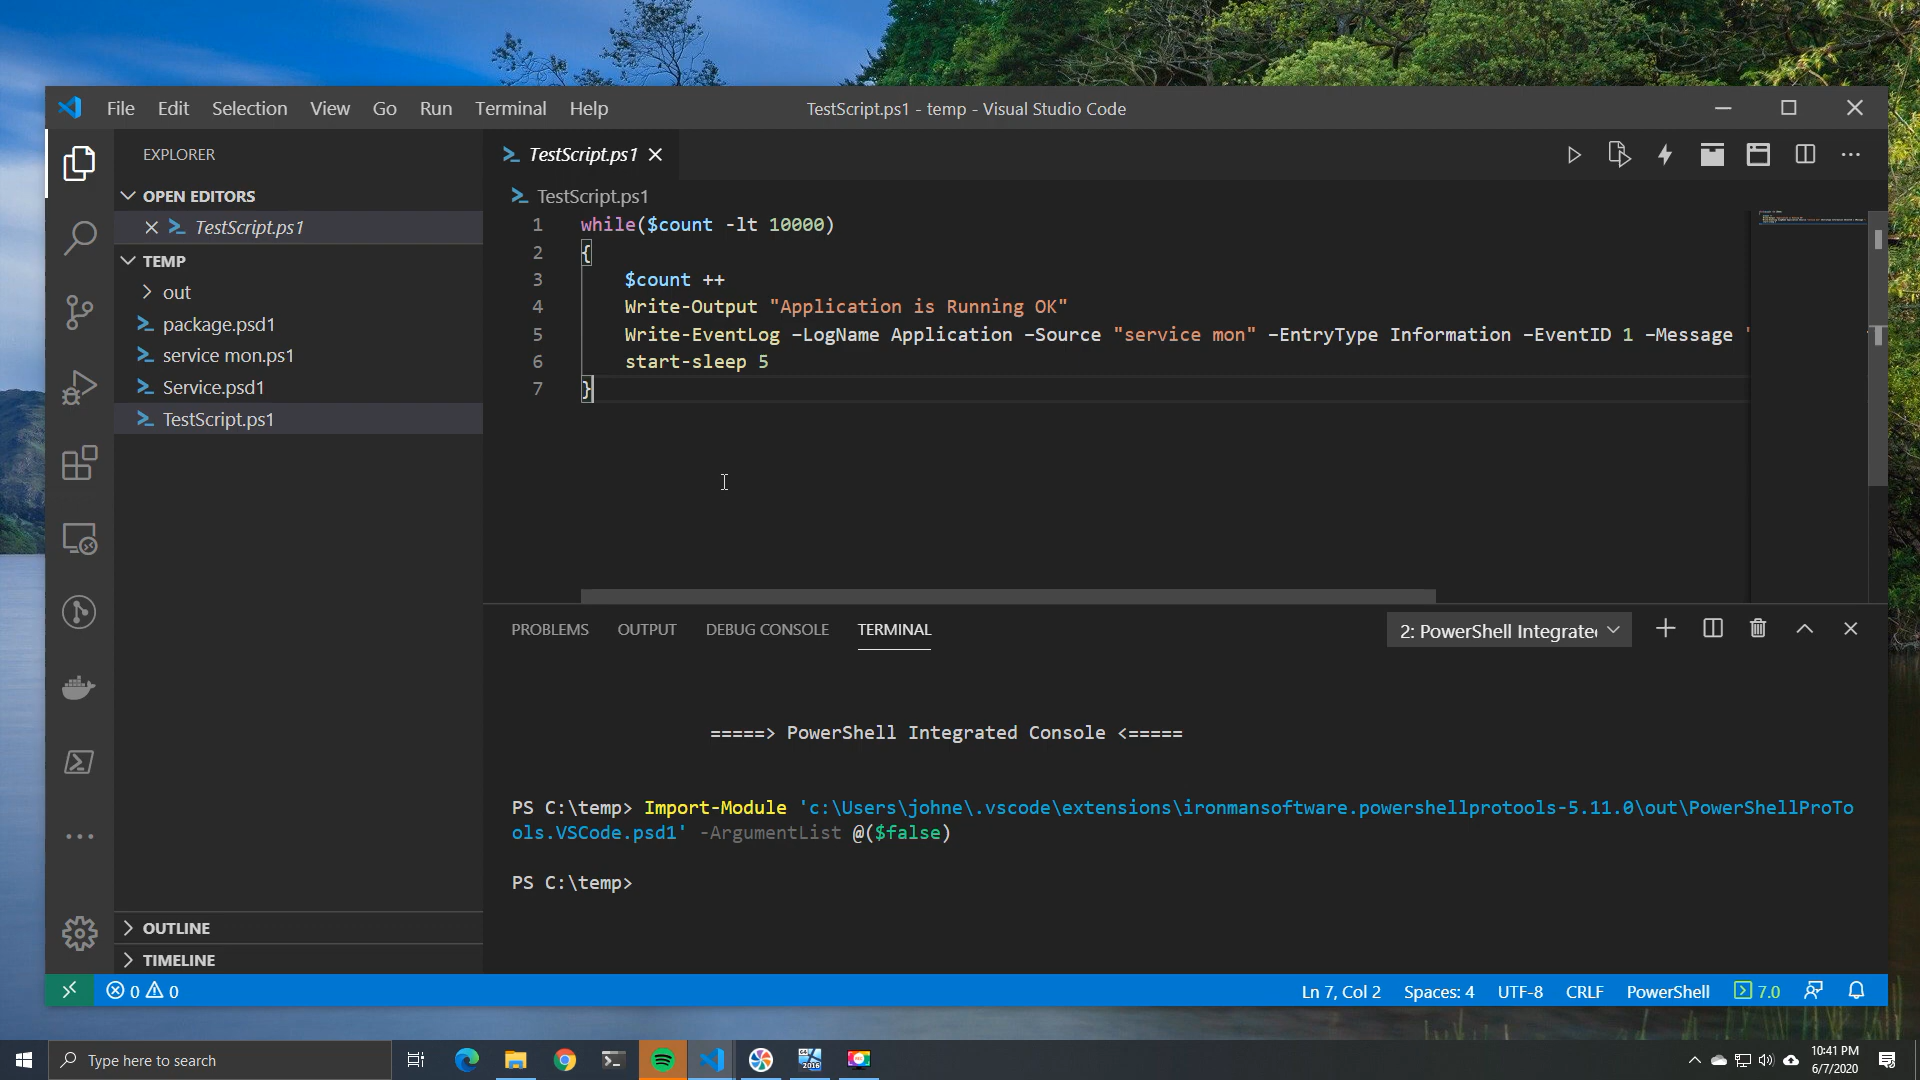 File Edit Selection View Go Run Terminal Help TestScript.ps1 - temp - Visual Studio Code
EXPLORER
OPEN EDITORS
TestScript.ps1
TEMP
out
package.psd1
service mon.ps1
Service.psd1
TestScript.ps1
OUTLINE
TIMELINE
TestScript.ps1
TestScript.ps1
1 while($count -lt 10000)
2 {
3 $count ++
4 Write-Output "Application is Running OK"
5 Write-EventLog –LogName Application –Source "service mon" –EntryType Information –EventID 1 –Message "
6 start-sleep 5
7 }
PROBLEMS OUTPUT DEBUG CONSOLE TERMINAL 2: PowerShell Integrate
=====> PowerShell Integrated Console <=====
PS C:\temp> Import-Module 'c:\Users\johne\.vscode\extensions\ironmansoftware.powershellprotools-5.11.0\out\PowerShellProTo
ols.VSCode.psd1' -ArgumentList @($false)
PS C:\temp>
0 0 Ln 7, Col 2 Spaces: 4 UTF-8 CRLF PowerShell 7.0
Type here to search
2016
10:41 PM
6/7/2020